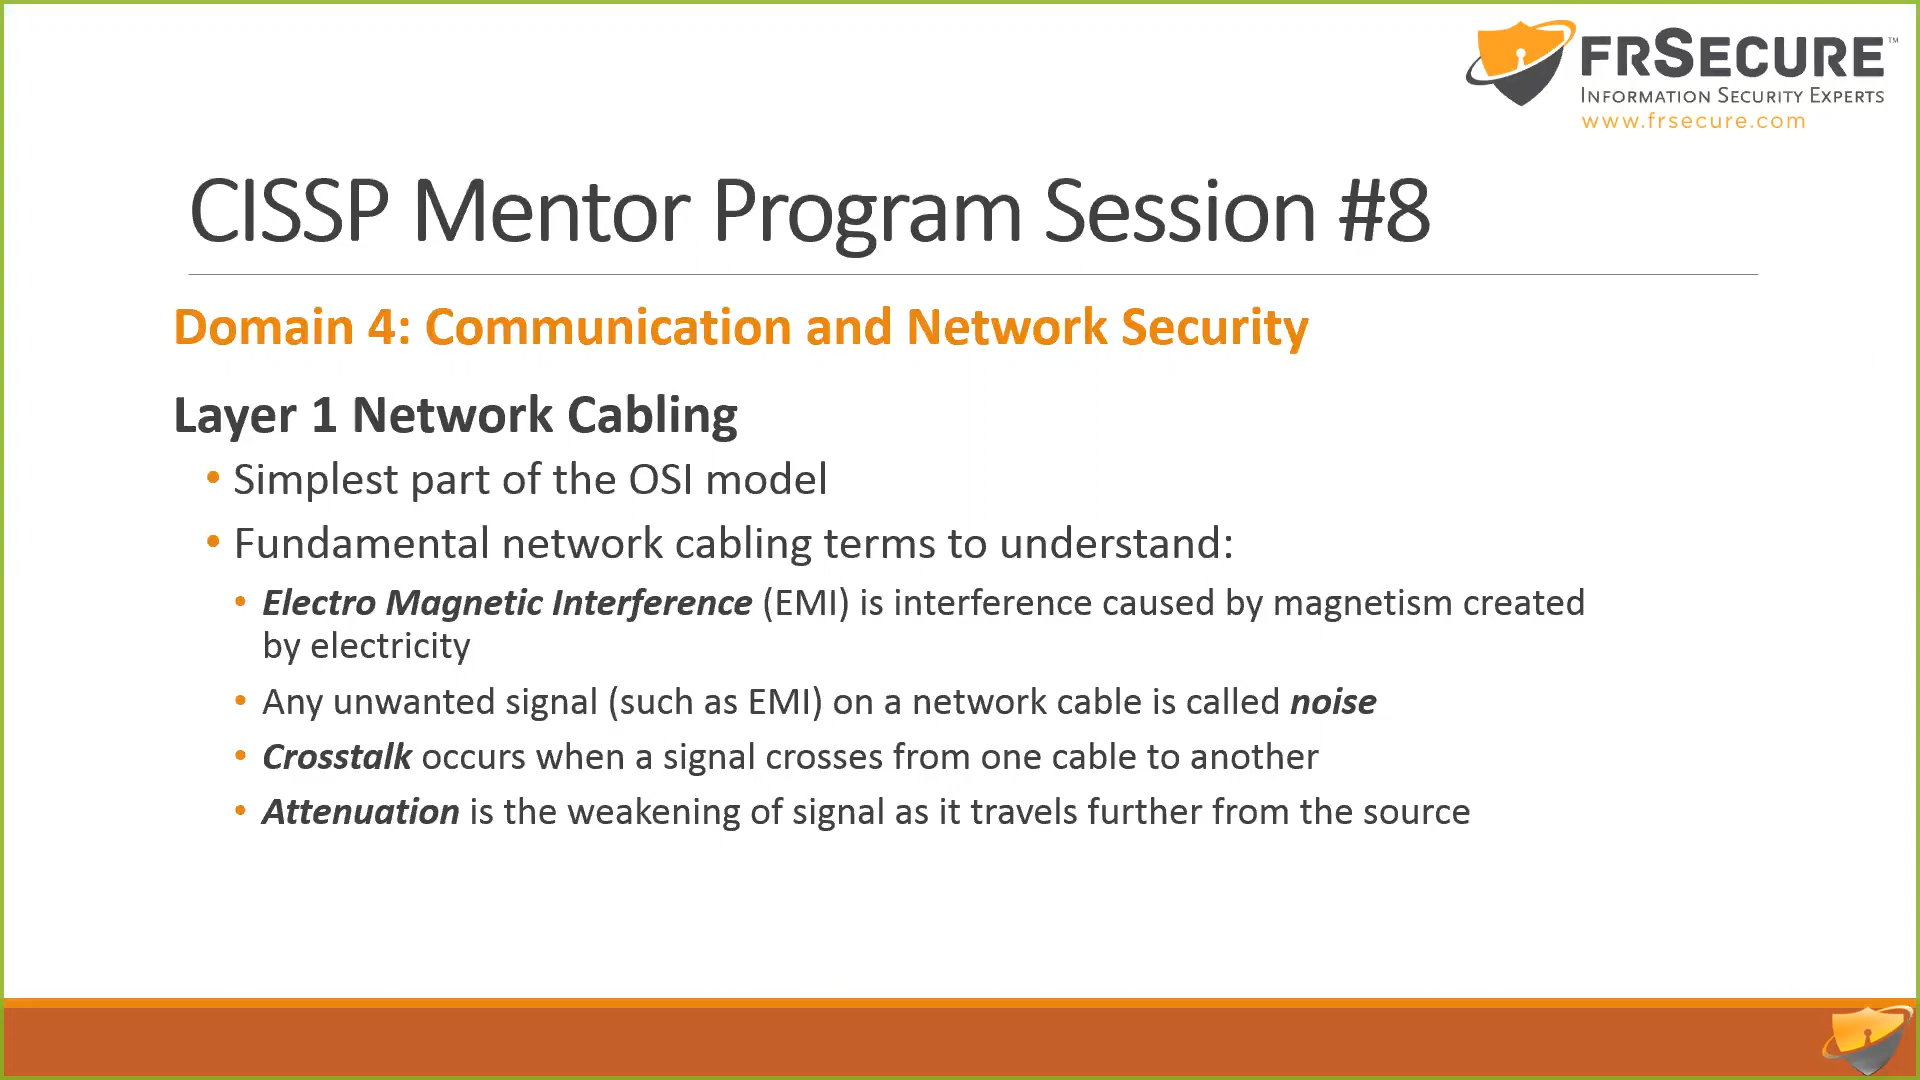 FRSECURE™
INFORMATION SECURITY EXPERTS
www.frsecure.com
CISSP Mentor Program Session #8
Domain 4: Communication and Network Security
Layer 1 Network Cabling
• Simplest part of the OSI model
• Fundamental network cabling terms to understand:
• Electro Magnetic Interference (EMI) is interference caused by magnetism created
by electricity
• Any unwanted signal (such as EMI) on a network cable is called noise
• Crosstalk occurs when a signal crosses from one cable to another
• Attenuation is the weakening of signal as it travels further from the source